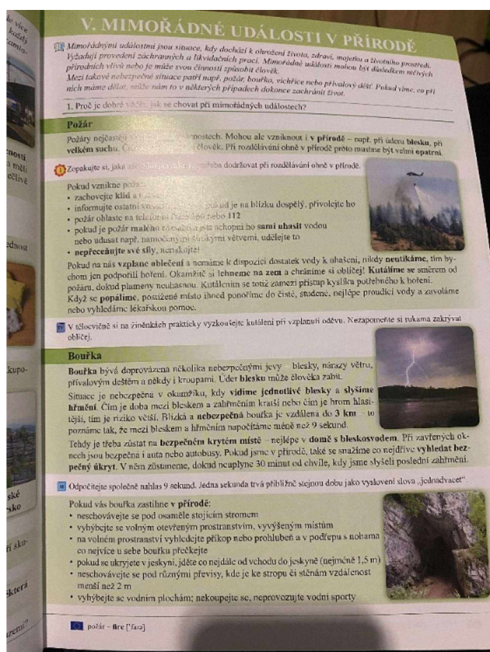 V. MIMOŘÁDNÉ UDÁLOSTI V PŘÍRODĚ
Mimořádnými událostmi jsou situace, kdy dochází k ohrožení života, zdraví, majetku a životního prostředí.
Vyžadují provedení záchranných a likvidačních prací. Mimořádné události mohou být důsledkem ničivých
přírodních vlivů nebo je může svou činností způsobit člověk.
Mezi takové nebezpečné situace patří např. požár, bouřka, vichřice nebo přívalový déšť. Pokud víme, co při
nich máme dělat, může nám to v některých případech dokonce zachránit život.
1. Proč je dobré vědět, jak se chovat při mimořádných událostech?
Požár
Požáry nejčastěji Mohou ale vzniknout i v přírodě – např. při úderu blesku, při
velkém suchu. člověk. Při rozdělávání ohně v přírodě proto musíme být velmi opatrní.
Zopakujte si, jaká dodržovat při rozdělávání ohně v přírodě.
Pokud vznikne požár
• zachovejte klid a
• informujte ostatní pokud je na blízku dospělý, přivolejte ho
• požár ohlaste na telefonní nebo 112
• pokud je požár malého schopni ho sami uhasit vodou
nebo udusat např. namočenými širokými větvemi, udělejte to
• nepřeceňujte své síly, neriskujte!
Pokud na nás vzplane oblečení a nemáme k dispozici dostatek vody k uhašení, nikdy neutíkáme, tím by-
chom jen podpořili hoření. Okamžitě si lehneme na zem a chráníme si obličej! Kutálíme se směrem od
požáru, dokud plameny neuhasnou. Kutálením se totiž zamezí přístup kyslíku potřebného k hoření.
Když se popálíme, postižené místo ihned ponoříme do čisté, studené, nejlépe proudící vody a zavoláme
nebo vyhledáme lékařskou pomoc.
V tělocvičně si na žíněnkách prakticky vyzkoušejte kutálení při vzplanutí oděvu. Nezapomeňte si rukama zakrývat
obličej.
Bouřka
Bouřka bývá doprovázena několika nebezpečnými jevy – blesky, nárazy větru,
přívalovým deštěm a někdy i kroupami. Úder blesku může člověka zabít.
Situace je nebezpečná v okamžiku, kdy vidíme jednotlivé blesky a slyšíme
hřmění. Čím je doba mezi bleskem a zahřměním kratší nebo čím je hrom hlasi-
tější, tím je riziko větší. Blízká a nebezpečná bouřka je vzdálena do 3 km – to
poznáme tak, že mezi bleskem a hřměním napočítáme méně než 9 sekund.
Tehdy je třeba zůstat na bezpečném krytém místě – nejlépe v domě s bleskosvodem. Při zavřených ok-
nech jsou bezpečná i auta nebo autobusy. Pokud jsme v přírodě, také se snažíme co nejdříve vyhledat bez-
pečný úkryt. V něm zůstaneme, dokud neuplyne 30 minut od chvíle, kdy jsme slyšeli poslední zahřmění.
Odpočítejte společně nahlas 9 sekund. Jedna sekunda trvá přibližně stejnou dobu jako vyslovení slova „jednadvacet“.
Pokud vás bouřka zastihne v přírodě:
• neschovávejte se pod osaměle stojícím stromem
• vyhýbejte se volným otevřeným prostranstvím, vyvýšeným místům
• na volném prostranství vyhledejte příkop nebo prohlubeň a v podřepu s nohama
co nejvíce u sebe bouřku přečkejte
• pokud se ukryjete v jeskyni, jděte co nejdále od vchodu do jeskyně (nejméně 1,5 m)
• neschovávejte se pod různými převisy, kde je ke stropu či stěnám vzdálenost
menší než 2 m
• vyhýbejte se vodním plochám; nekoupejte se, neprovozujte vodní sporty
požár – fire